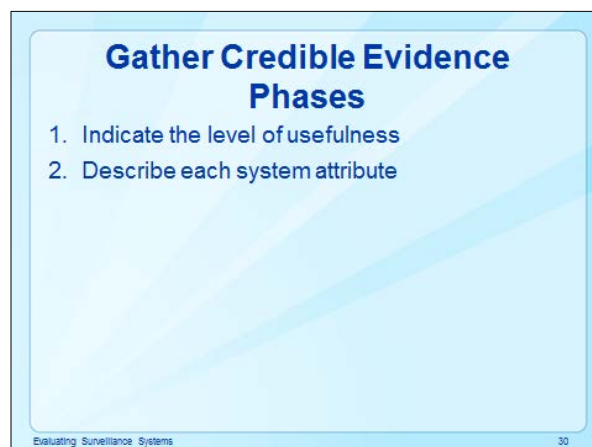 Gather Credible Evidence
Phases
1. Indicate the level of usefulness
2. Describe each system attribute
Evaluating Surveillance Systems
30